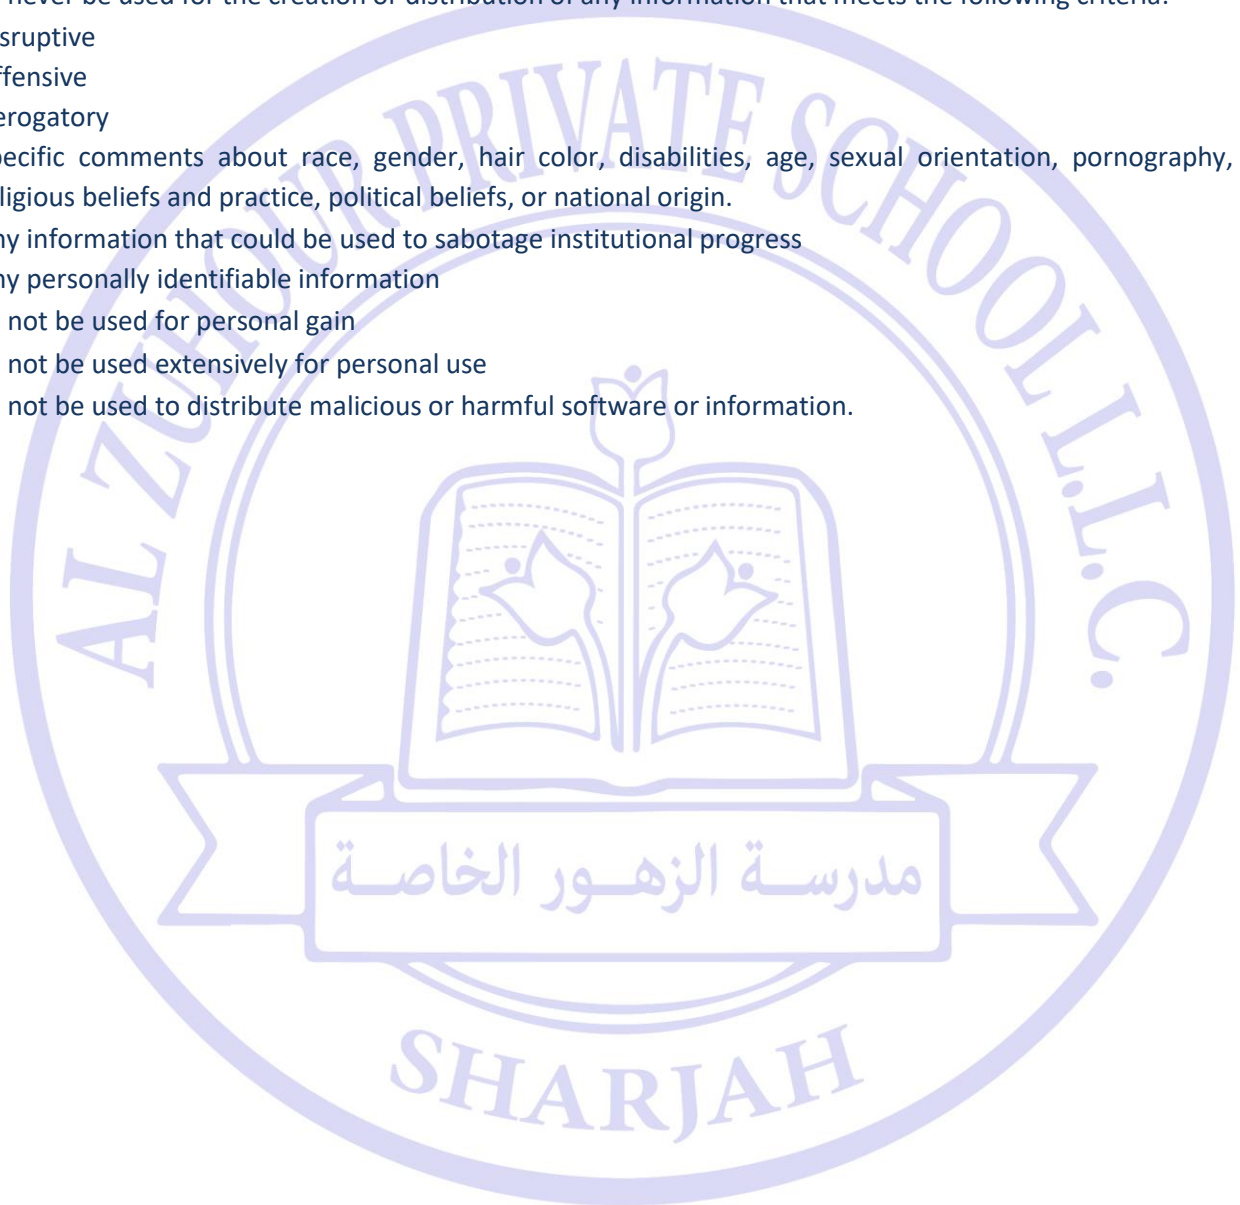 never be used for the creation or distribution of any information that meets the following criteria:
sruptive
ffensive
erogatory
pecific comments about race, gender, hair color, disabilities, age, sexual orientation, pornography,
ligious beliefs and practice, political beliefs, or national origin.
ny information that could be used to sabotage institutional progress
ny personally identifiable information
not be used for personal gain
not be used extensively for personal use
not be used to distribute malicious or harmful software or information.
AL ZUHOUR PRIVATE SCHOOL L.L.C.
مدرســة الزهــور الخاصــة
SHARJAH